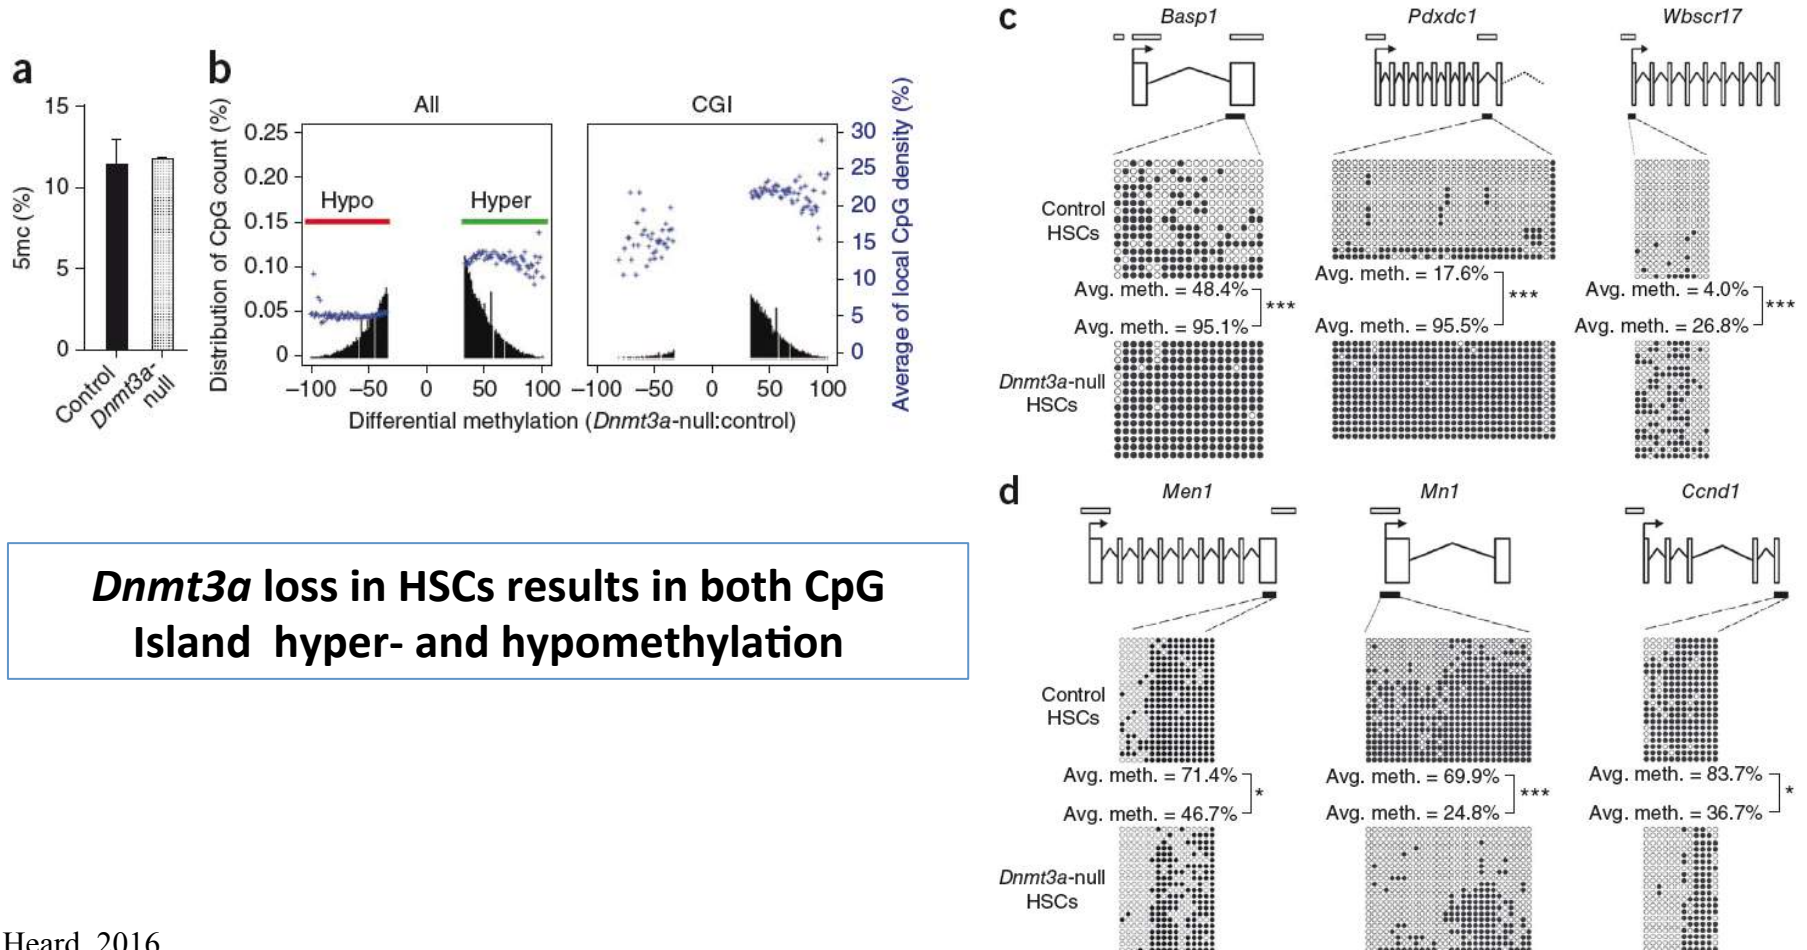 a
15
10
5
0
5mc (%)
Control
Dnmt3a-
null
b
All
CGI
Distribution of CpG count (%)
0.25
0.20
0.15
0.10
0.05
0
Hypo
Hyper
30
25
20
15
10
5
0
Average of local CpG density (%)
−100 −50 0 50 100
−100 −50 0 50 100
Differential methylation (Dnmt3a-null:control)
Dnmt3a loss in HSCs results in both CpG
Island hyper- and hypomethylation
c
Basp1
Pdxdc1
Wbscr17
Control
HSCs
Avg. meth. = 48.4%
***
Avg. meth. = 95.1%
Avg. meth. = 17.6%
***
Avg. meth. = 95.5%
Avg. meth. = 4.0%
***
Avg. meth. = 26.8%
Dnmt3a-null
HSCs
d
Men1
Mn1
Ccnd1
Control
HSCs
Avg. meth. = 71.4%
*
Avg. meth. = 46.7%
Avg. meth. = 69.9%
***
Avg. meth. = 24.8%
Avg. meth. = 83.7%
*
Avg. meth. = 36.7%
Dnmt3a-null
HSCs
Heard, 2016